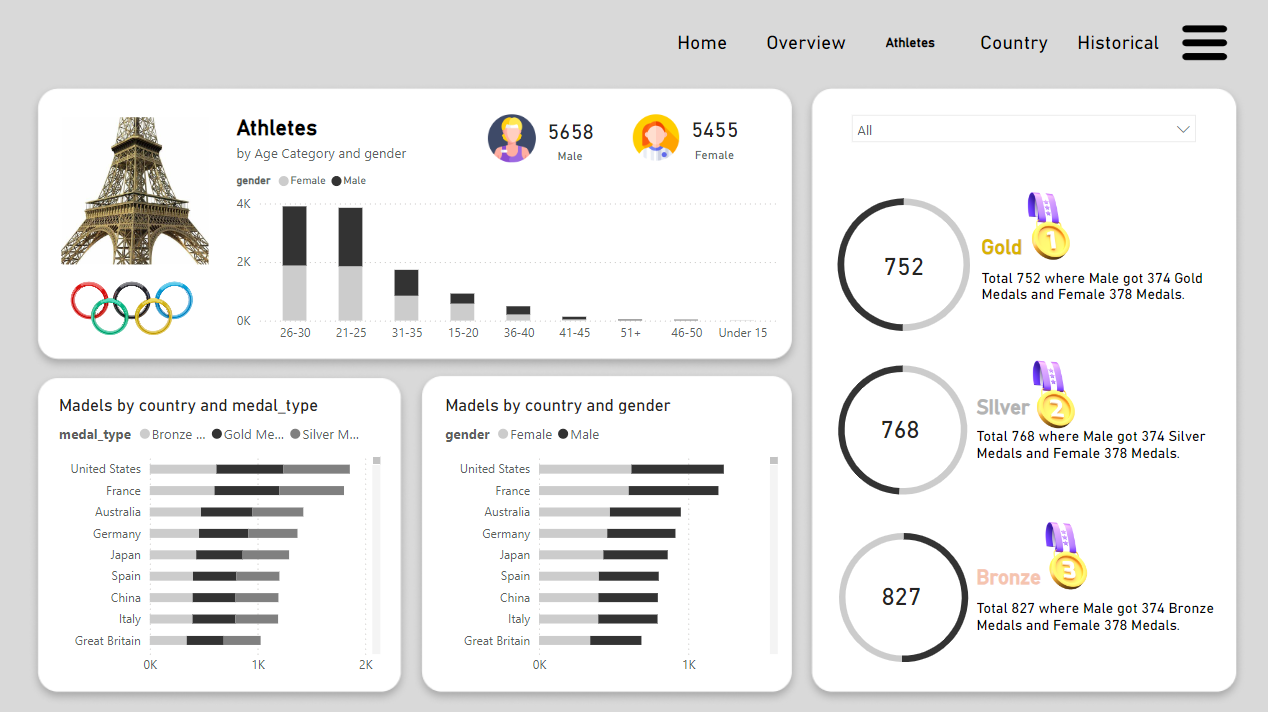 Home Overview Athletes Country Historical
Athletes
by Age Category and gender
5658
Male
5455
Female
gender Female Male
4K
2K
0K
26-30 21-25 31-35 15-20 36-40 41-45 51+ 46-50 Under 15
Madels by country and medal_type
medal_type Bronze ... Gold Me... Silver M...
United States
France
Australia
Germany
Japan
Spain
China
Italy
Great Britain
0K 1K 2K
Madels by country and gender
gender Female Male
United States
France
Australia
Germany
Japan
Spain
China
Italy
Great Britain
0K 1K
All
752
Gold
1
Total 752 where Male got 374 Gold
Medals and Female 378 Medals.
768
SIlver
2
Total 768 where Male got 374 Silver
Medals and Female 378 Medals.
827
Bronze
3
Total 827 where Male got 374 Bronze
Medals and Female 378 Medals.